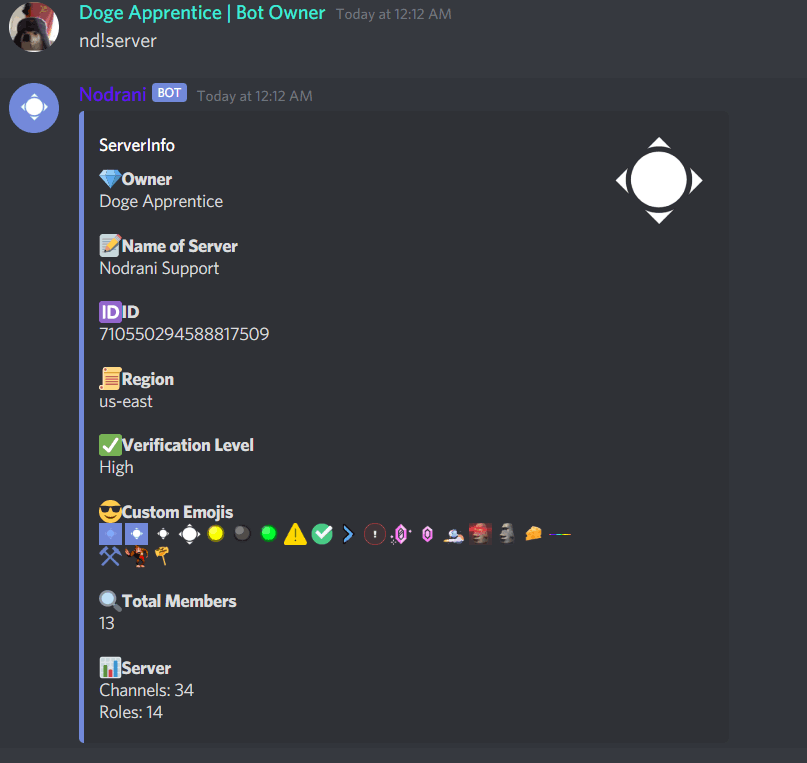 Doge Apprentice | Bot Owner Today at 12:12 AM
nd!server
Nodrani BOT Today at 12:12 AM
ServerInfo
Owner
Doge Apprentice
Name of Server
Nodrani Support
ID ID
710550294588817509
Region
us-east
Verification Level
High
Custom Emojis
Total Members
13
Server
Channels: 34
Roles: 14